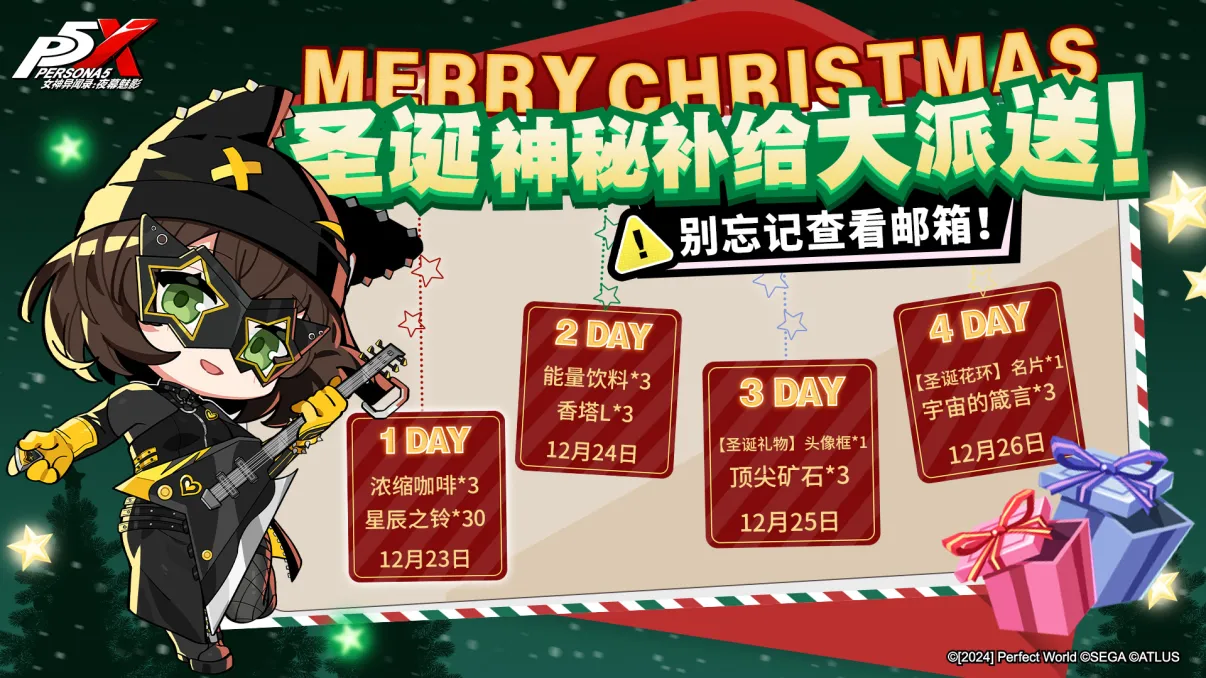 P5X
PERSONA5
女神异闻录:夜幕魅影
MERRY CHRISTMAS
圣诞神秘补给大派送!
别忘记查看邮箱!
1 DAY
浓缩咖啡*3
星辰之铃*30
12月23日
2 DAY
能量饮料*3
香塔L*3
12月24日
3 DAY
【圣诞礼物】头像框*1
顶尖矿石*3
12月25日
4 DAY
【圣诞花环】名片*1
宇宙的箴言*3
12月26日
©[2024] Perfect World ©SEGA ©ATLUS